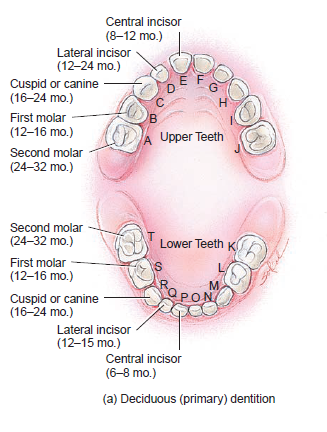 Central incisor
(8–12 mo.)
Lateral incisor
(12–24 mo.)
Cuspid or canine
(16–24 mo.)
First molar
(12–16 mo.)
Second molar
(24–32 mo.)
A
B
C
D
E
F
G
H
I
J
Upper Teeth
Second molar
(24–32 mo.)
First molar
(12–16 mo.)
Cuspid or canine
(16–24 mo.)
Lateral incisor
(12–15 mo.)
Central incisor
(6–8 mo.)
T
S
R
Q
P
O
N
M
L
K
Lower Teeth
(a) Deciduous (primary) dentition